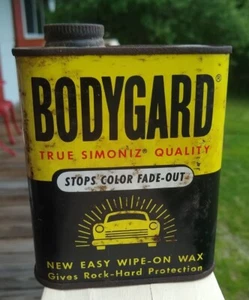 BODYGARD®
TRUE SIMONIZ® QUALITY
STOPS COLOR FADE-OUT
NEW EASY WIPE-ON WAX
Gives Rock-Hard Protection